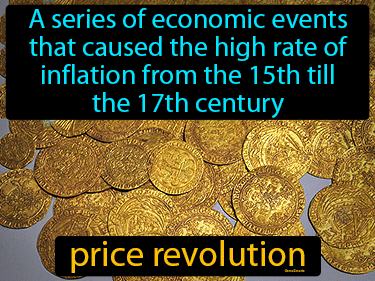 A series of economic events
that caused the high rate of
inflation from the 15th till
the 17th century
price revolution